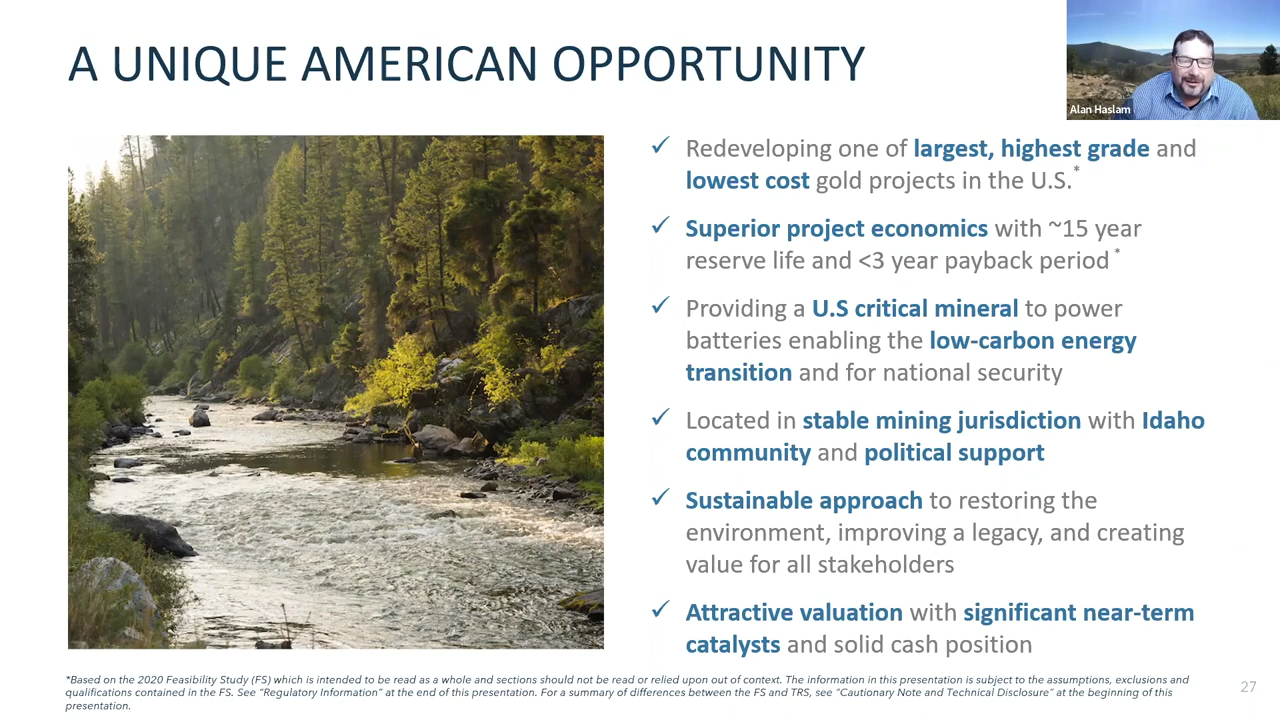 A UNIQUE AMERICAN OPPORTUNITY
Alan Haslam
✓ Redeveloping one of largest, highest grade and
lowest cost gold projects in the U.S.*
✓ Superior project economics with ~15 year
reserve life and <3 year payback period *
✓ Providing a U.S critical mineral to power
batteries enabling the low-carbon energy
transition and for national security
✓ Located in stable mining jurisdiction with Idaho
community and political support
✓ Sustainable approach to restoring the
environment, improving a legacy, and creating
value for all stakeholders
✓ Attractive valuation with significant near-term
catalysts and solid cash position
*Based on the 2020 Feasibility Study (FS) which is intended to be read as a whole and sections should not be read or relied upon out of context. The information in this presentation is subject to the assumptions, exclusions and
qualifications contained in the FS. See "Regulatory Information" at the end of this presentation. For a summary of differences between the FS and TRS, see "Cautionary Note and Technical Disclosure" at the beginning of this
presentation.
27